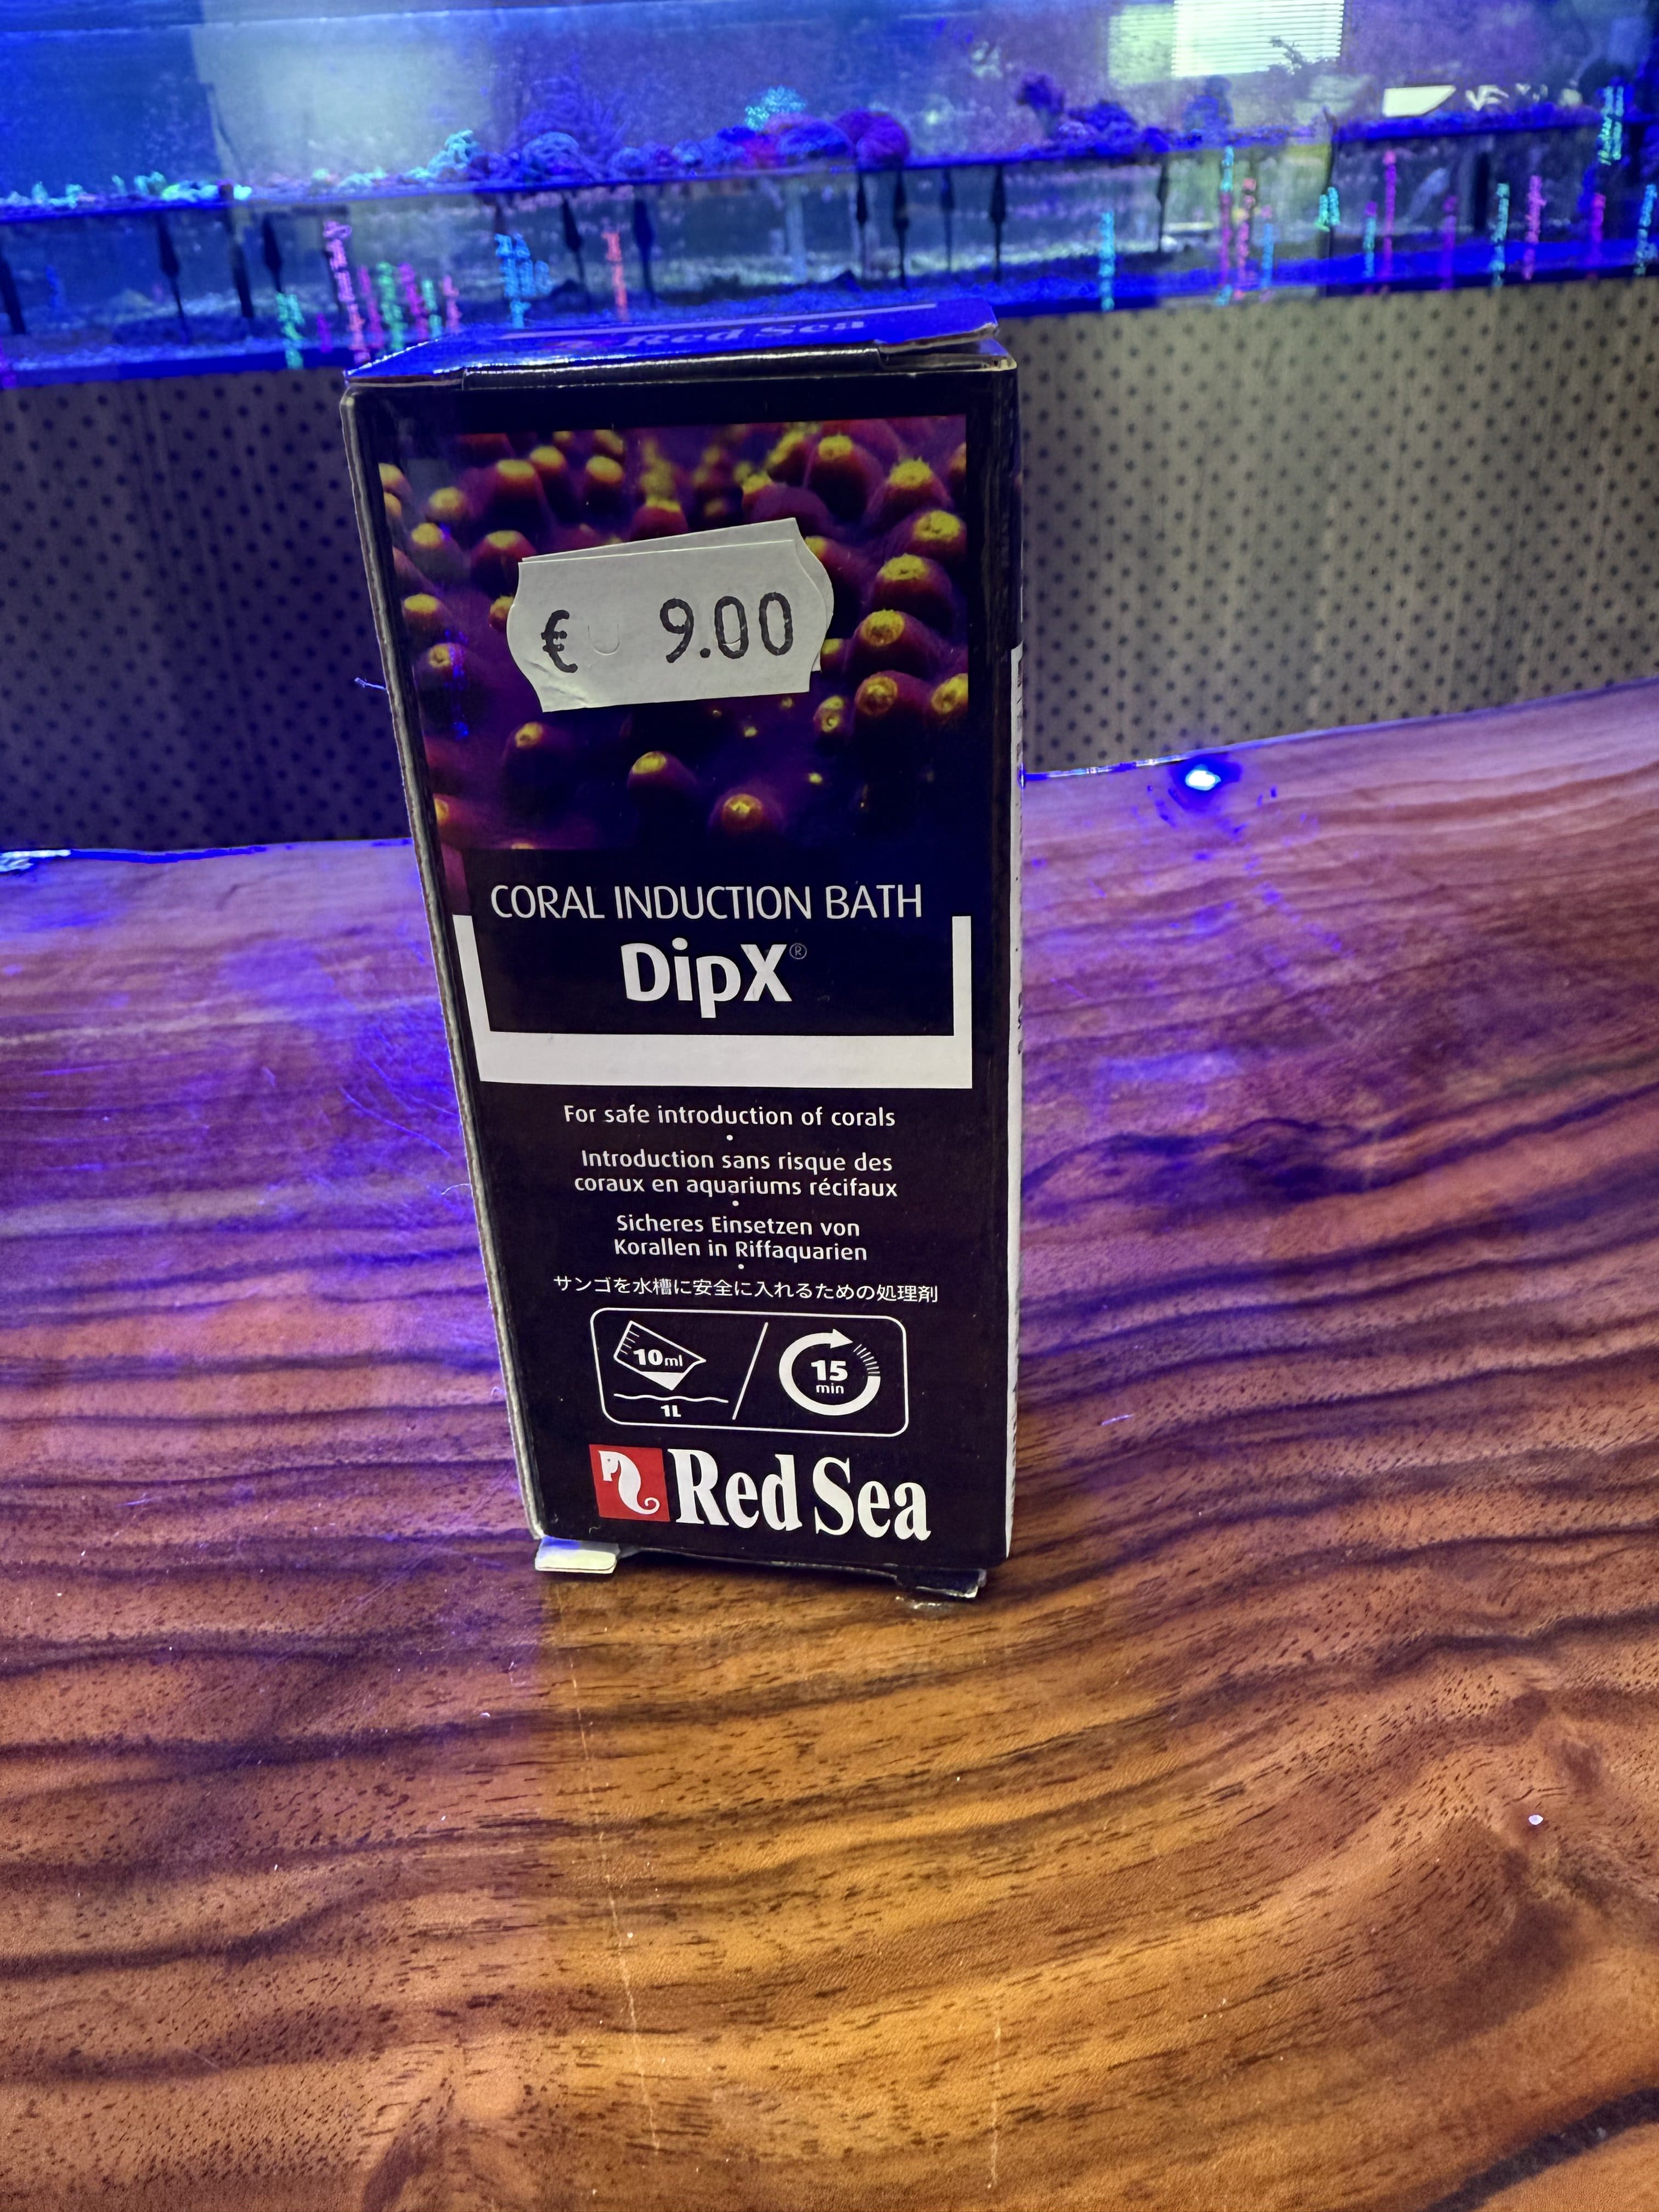 Red Sea
€ 9.00
CORAL INDUCTION BATH
DipX®
For safe introduction of corals
•
Introduction sans risque des
coraux en aquariums récifaux
•
Sicheres Einsetzen von
Korallen in Riffaquarien
•
サンゴを水槽に安全に入れるための処理剤
10ml
1L
15
min
Red Sea